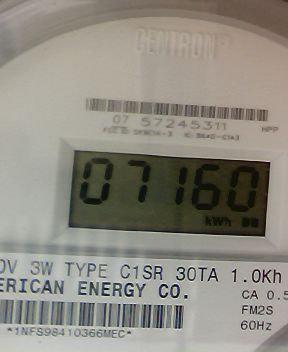 CENTRON
07 57245311
HPP
07160
kWh
0V 3W TYPE C1SR 30TA 1.0Kh
ERICAN ENERGY CO.
CA 0.5
FM2S
*1NFS98410366MEC*
60Hz